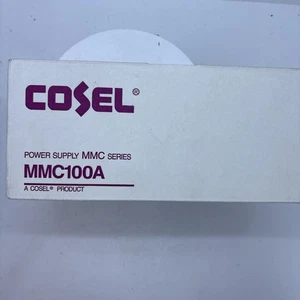 COSEL®
POWER SUPPLY MMC SERIES
MMC100A
A COSEL® PRODUCT